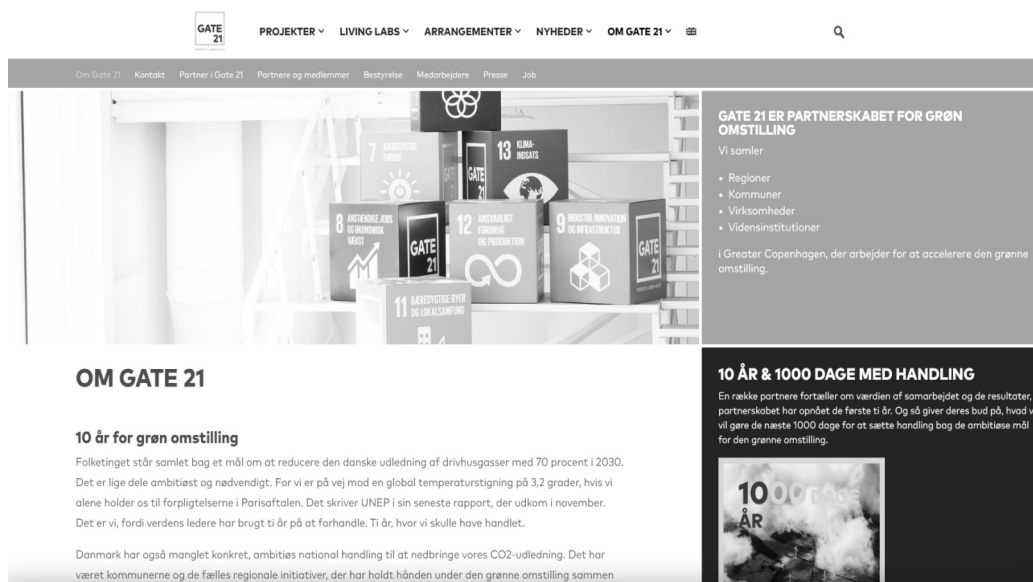 GATE
21
PROJEKTER LIVING LABS ARRANGEMENTER NYHEDER OM GATE 21
Om Gate 21 Kontakt Partner i Gate 21 Partnere og medlemmer Bestyrelse Medarbejdere Presse Job
7 BÆREDYGTIG
ENERGI
13 KLIMA-
INDSATS
GATE
21
8 ANSTÆNDIGE JOBS
OG ØKONOMISK
VÆKST
GATE
21
12 ANSVARLIGT
FORBRUG
OG PRODUKTION
9 INDUSTRI, INNOVATION
OG INFRASTRUKTUR
GATE
21
11 BÆREDYGTIGE BYER
OG LOKALSAMFUND
GATE 21 ER PARTNERSKABET FOR GRØN
OMSTILLING
Vi samler
• Regioner
• Kommuner
• Virksomheder
• Vidensinstitutioner
i Greater Copenhagen, der arbejder for at accelerere den grønne
omstilling.
OM GATE 21
10 år for grøn omstilling
Folketinget står samlet bag et mål om at reducere den danske udledning af drivhusgasser med 70 procent i 2030.
Det er lige dele ambitiøst og nødvendigt. For vi er på vej mod en global temperaturstigning på 3,2 grader, hvis vi
alene holder os til forpligtelserne i Parisaftalen. Det skriver UNEP i sin seneste rapport, der udkom i november.
Det er vi, fordi verdens ledere har brugt ti år på at forhandle. Ti år, hvor vi skulle have handlet.
Danmark har også manglet konkret, ambitiøs national handling til at nedbringe vores CO2-udledning. Det har
været kommunerne og de fælles regionale initiativer, der har holdt hånden under den grønne omstilling sammen
10 ÅR & 1000 DAGE MED HANDLING
En række partnere fortæller om værdien af samarbejdet og de resultater,
partnerskabet har opnået de første ti år. Og så giver deres bud på, hvad v
vil gøre de næste 1000 dage for at sætte handling bag de ambitiøse mål
for den grønne omstilling.
1000 DAGE
ÅR